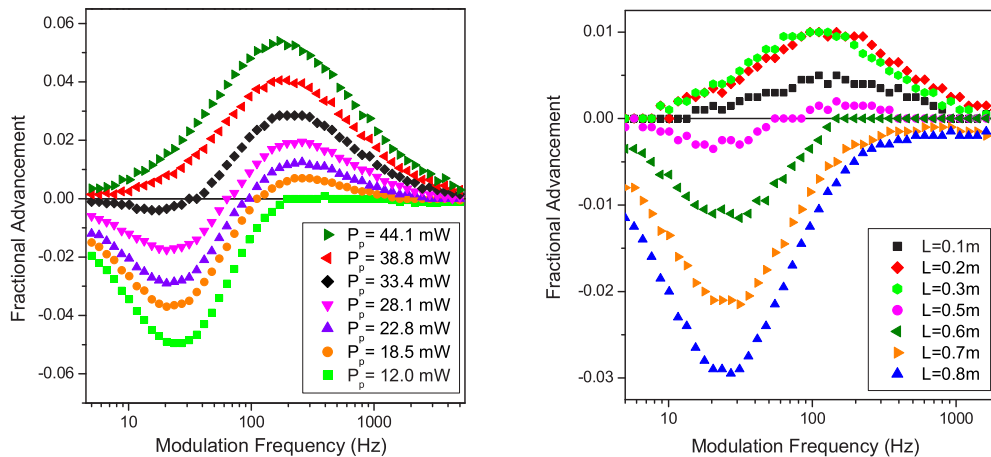 0.06
0.04
0.02
0.00
-0.02
-0.04
-0.06
Fractional Advancement
10
100
1000
Modulation Frequency (Hz)
P_p = 44.1 mW
P_p = 38.8 mW
P_p = 33.4 mW
P_p = 28.1 mW
P_p = 22.8 mW
P_p = 18.5 mW
P_p = 12.0 mW
0.01
0.00
-0.01
-0.02
-0.03
Fractional Advancement
10
100
1000
Modulation Frequency (Hz)
L=0.1m
L=0.2m
L=0.3m
L=0.5m
L=0.6m
L=0.7m
L=0.8m